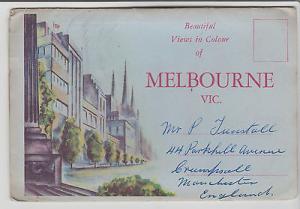 Beautiful
Views in Colour
of
MELBOURNE
VIC.
Mr P Tunstall
44 Parkhill Avenue
Crumpsall
Manchester
England.